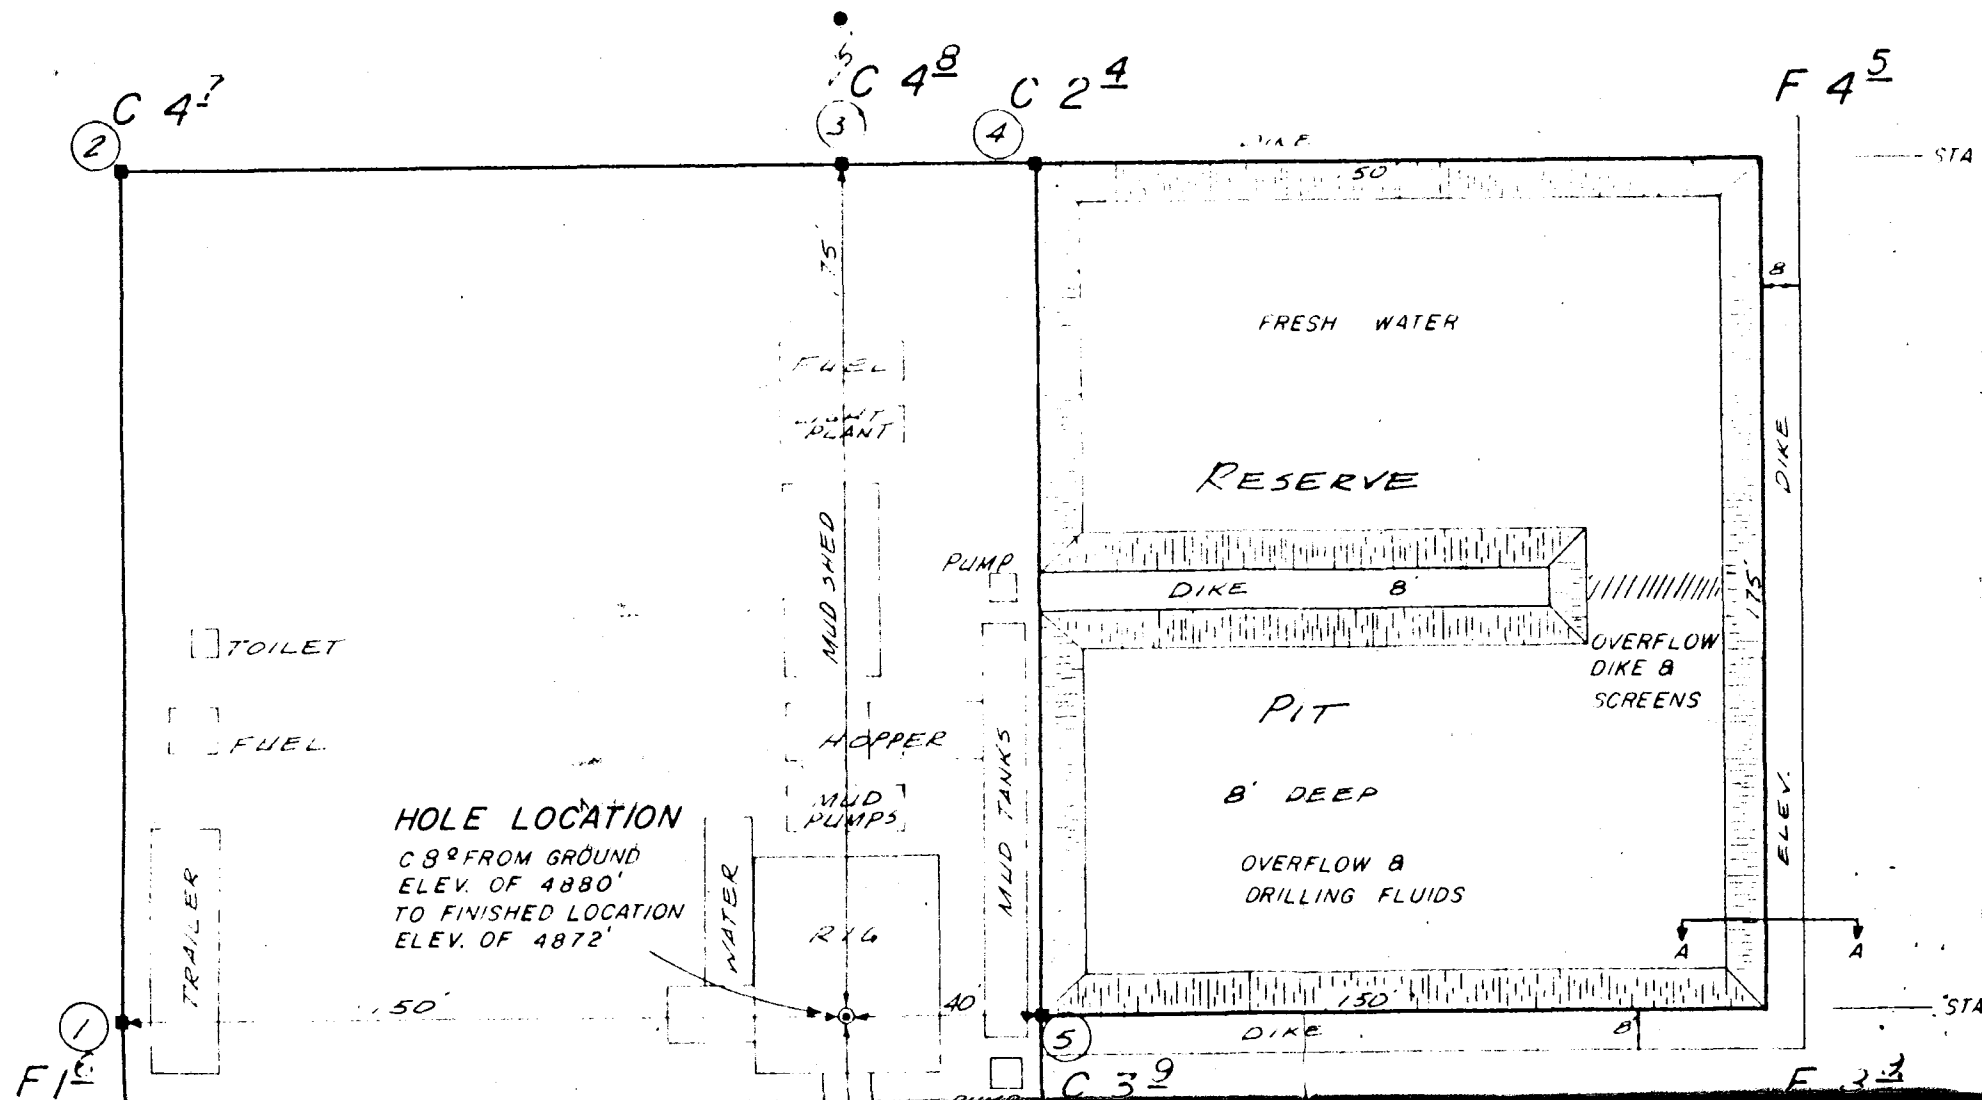 C 4 7
C 4 8
C 2 4
F 4 5
2
3
4
DIKE
STA
50'
75'
8
FRESH WATER
FUEL
PLANT
DIKE
RESERVE
MUD SHED
PUMP
DIKE 8'
175'
TOILET
OVERFLOW
DIKE &
SCREENS
PIT
FUEL
HOPPER
MUD TANKS
8' DEEP
MUD
PUMPS
ELEV.
HOLE LOCATION
C 8 0 FROM GROUND
ELEV. OF 4880'
TO FINISHED LOCATION
ELEV. OF 4872'
OVERFLOW &
DRILLING FLUIDS
TRAILER
WATER
RIG
A A
50'
40'
150'
STA
1
5
DIKE
8'
F 1
C 3 9
F 3
PUMP